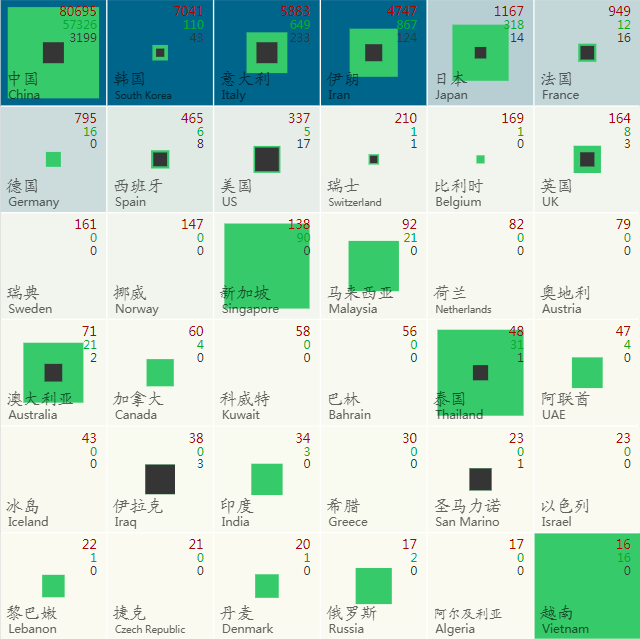 80695
57326
3199
中国
China
7041
110
43
韩国
South Korea
5883
649
233
意大利
Italy
4747
867
124
伊朗
Iran
1167
318
14
日本
Japan
949
12
16
法国
France
795
16
0
德国
Germany
465
6
8
西班牙
Spain
337
5
17
美国
US
210
1
1
瑞士
Switzerland
169
1
0
比利时
Belgium
164
8
3
英国
UK
161
0
0
瑞典
Sweden
147
0
0
挪威
Norway
138
90
0
新加坡
Singapore
92
21
0
马来西亚
Malaysia
82
0
0
荷兰
Netherlands
79
0
0
奥地利
Austria
71
21
2
澳大利亚
Australia
60
4
0
加拿大
Canada
58
0
0
科威特
Kuwait
56
0
0
巴林
Bahrain
48
31
1
泰国
Thailand
47
4
0
阿联酋
UAE
43
0
0
冰岛
Iceland
38
0
3
伊拉克
Iraq
34
3
0
印度
India
30
0
0
希腊
Greece
23
0
1
圣马力诺
San Marino
23
0
0
以色列
Israel
22
1
0
黎巴嫩
Lebanon
21
0
0
捷克
Czech Republic
20
1
0
丹麦
Denmark
17
2
0
俄罗斯
Russia
17
0
0
阿尔及利亚
Algeria
16
16
0
越南
Vietnam